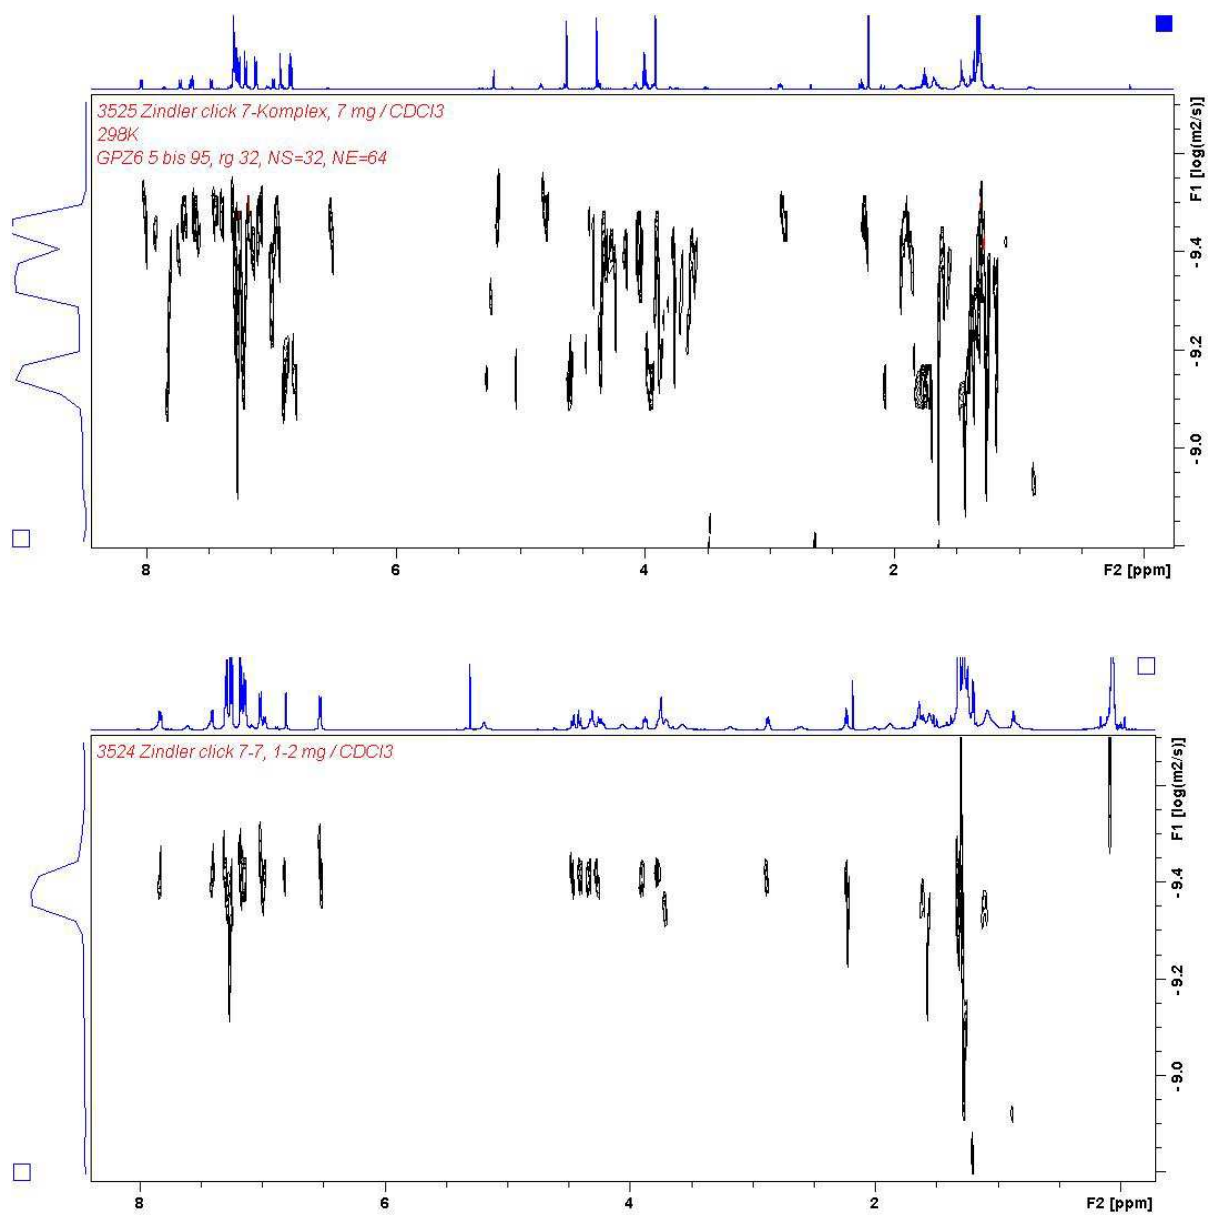 3525 Zindler click 7-Komplex, 7 mg / CDCl3
298K
GPZ6 5 bis 95, rg 32, NS=32, NE=64
F1 [log(m2/s)]
- 9.4
- 9.2
- 9.0
8 6 4 2 F2 [ppm]
3524 Zindler click 7-7, 1-2 mg / CDCl3
F1 [log(m2/s)]
- 9.4
- 9.2
- 9.0
8 6 4 2 F2 [ppm]